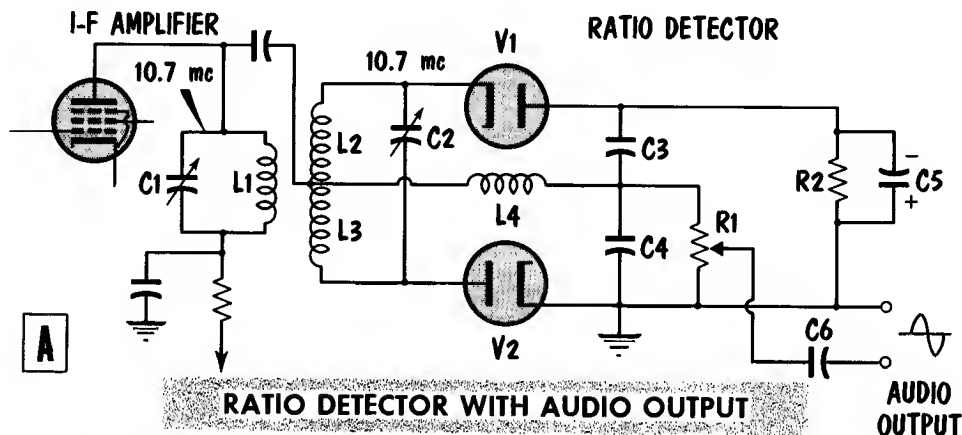 I-F AMPLIFIER
RATIO DETECTOR
10.7 mc
10.7 mc
V1
C1
L1
L2
C2
C3
R2
C5
-
+
L3
L4
C4
R1
V2
C6
A
RATIO DETECTOR WITH AUDIO OUTPUT
AUDIO
OUTPUT